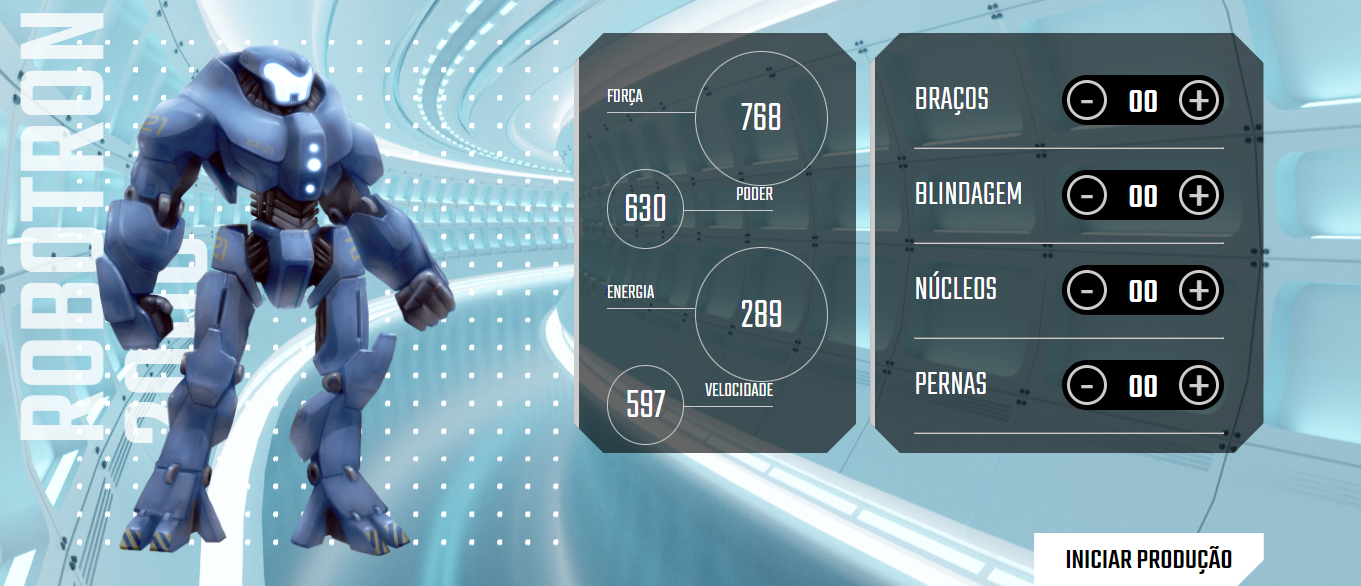 ROBOTRON
2000
21
FORÇA
768
630
PODER
ENERGIA
289
597
VELOCIDADE
BRAÇOS
- 00 +
BLINDAGEM
- 00 +
NÚCLEOS
- 00 +
PERNAS
- 00 +
INICIAR PRODUÇÃO